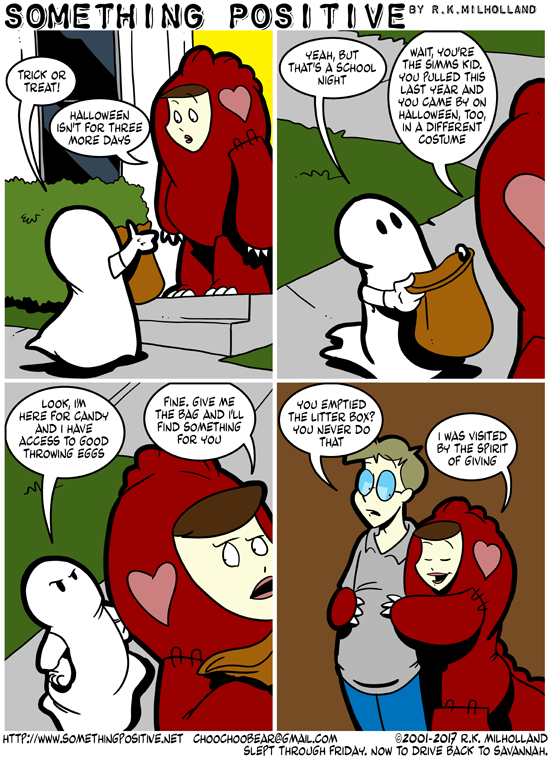 SOMETHING POSITIVE BY R.K.MILHOLLAND
TRICK OR
TREAT!
HALLOWEEN
ISN'T FOR THREE
MORE DAYS
YEAH, BUT
THAT'S A SCHOOL
NIGHT
WAIT, YOU'RE
THE SIMMS KID.
YOU PULLED THIS
LAST YEAR AND
YOU CAME BY ON
HALLOWEEN, TOO,
IN A DIFFERENT
COSTUME
LOOK, I'M
HERE FOR CANDY
AND I HAVE
ACCESS TO GOOD
THROWING EGGS
FINE. GIVE ME
THE BAG AND I'LL
FIND SOMETHING
FOR YOU
YOU EMPTIED
THE LITTER BOX?
YOU NEVER DO
THAT
I WAS VISITED
BY THE SPIRIT
OF GIVING
HTTP://WWW.SOMETHINGPOSITIVE.NET CHOOCHOOBEAR@GMAIL.COM ©2001-2017 R.K. MILHOLLAND
SLEPT THROUGH FRIDAY. NOW TO DRIVE BACK TO SAVANNAH.